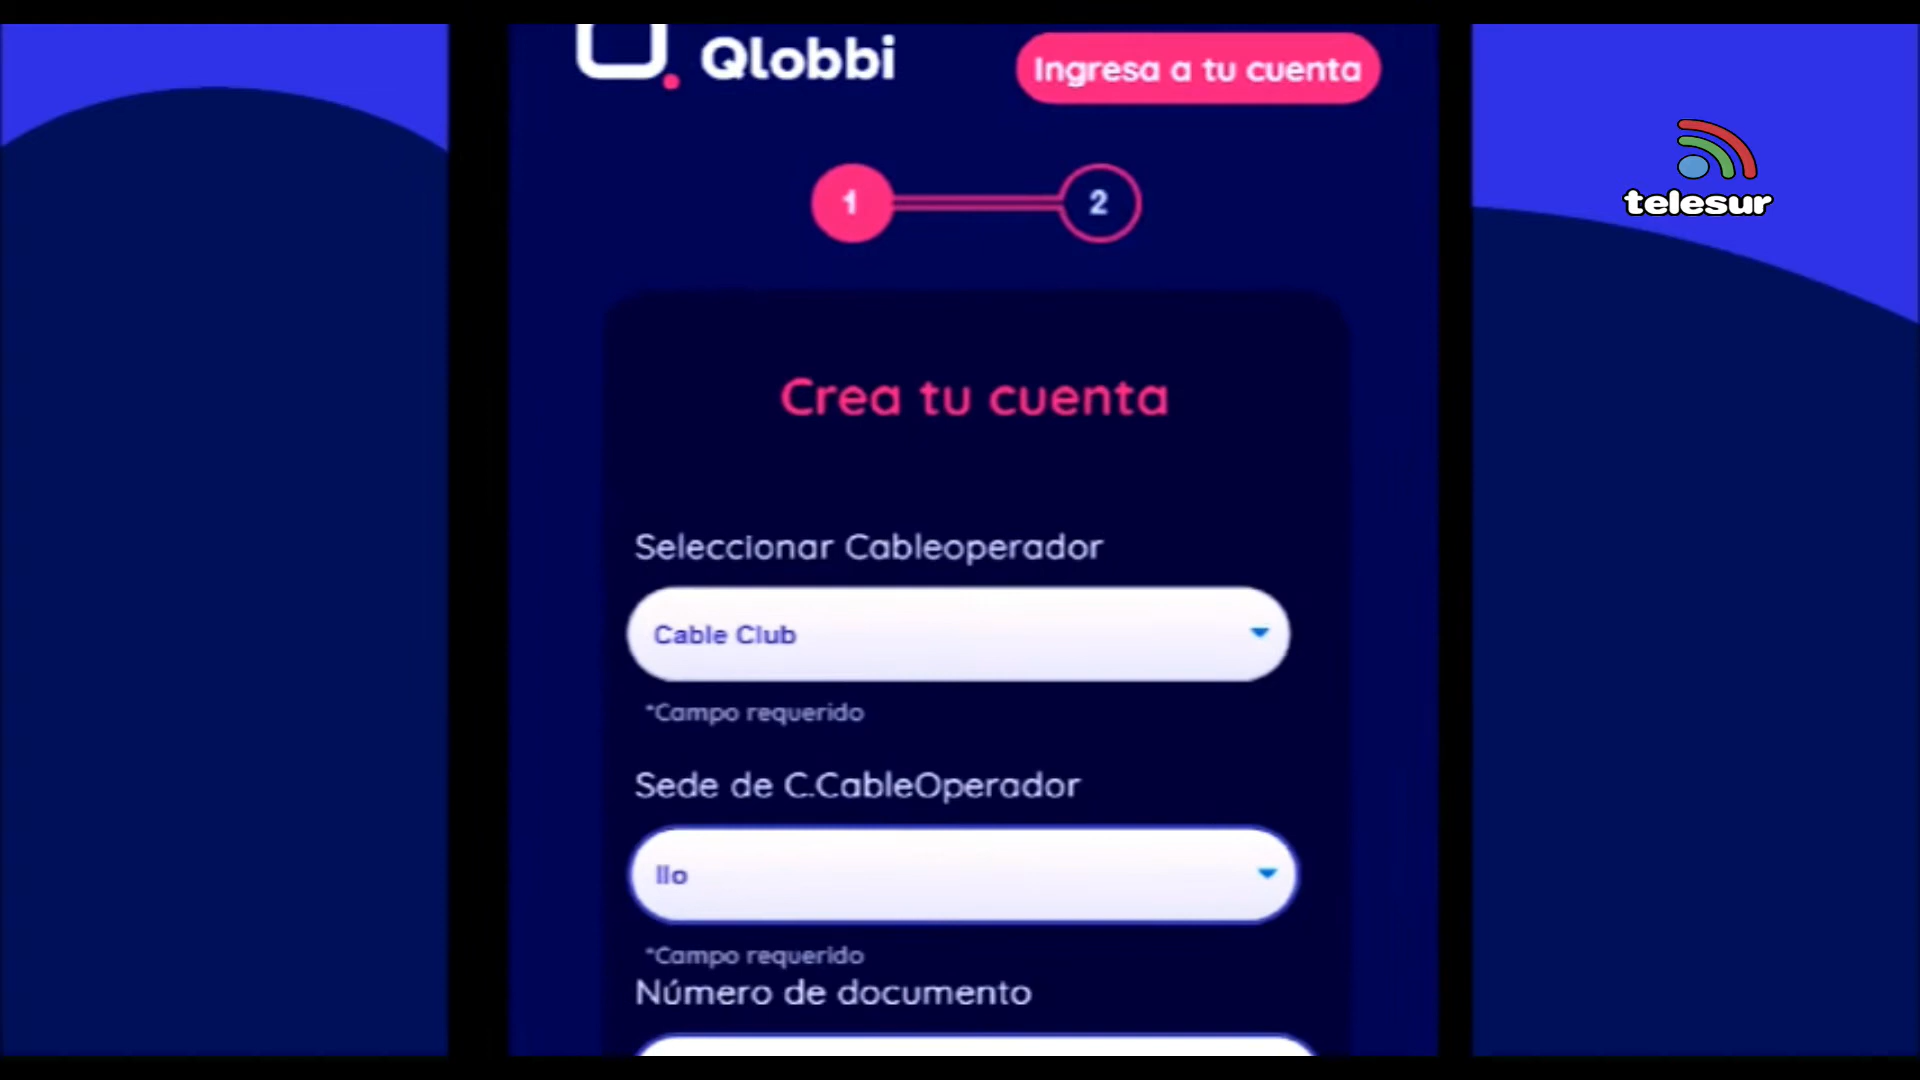 Qlobbi
Ingresa a tu cuenta
1
2
telesur
Crea tu cuenta
Seleccionar Cableoperador
Cable Club
*Campo requerido
Sede de C.CableOperador
Ilo
*Campo requerido
Número de documento